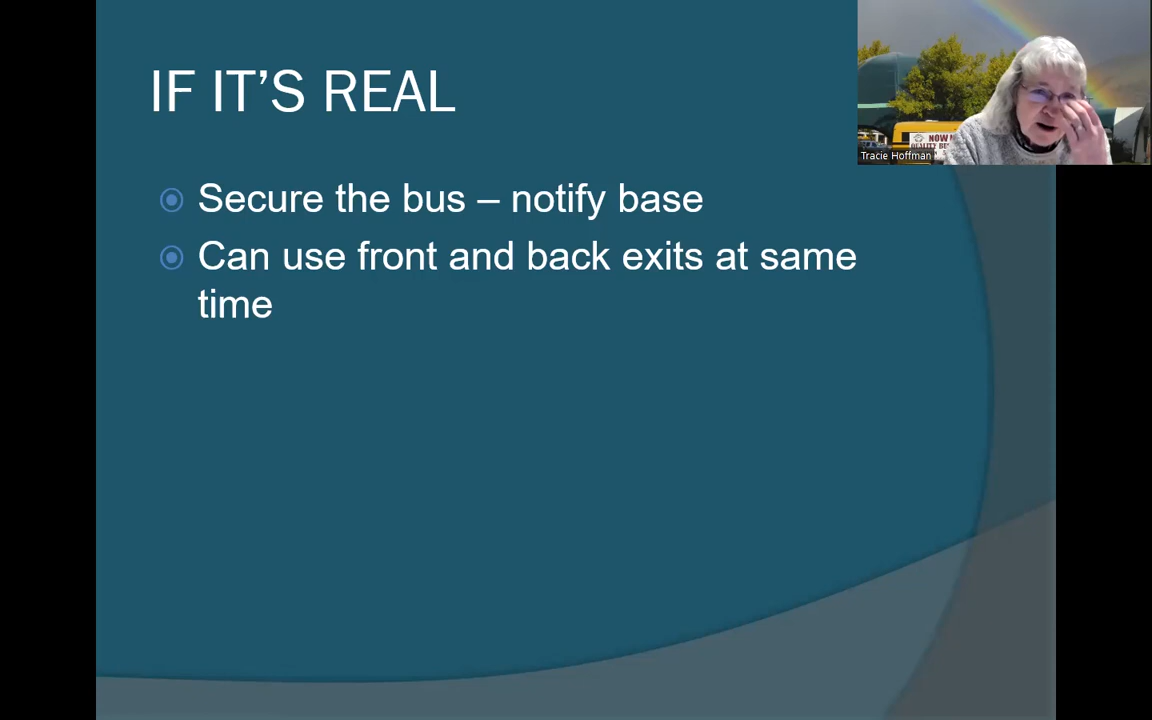 IF IT’S REAL
Secure the bus – notify base
Can use front and back exits at same
time
Tracie Hoffman
NOW